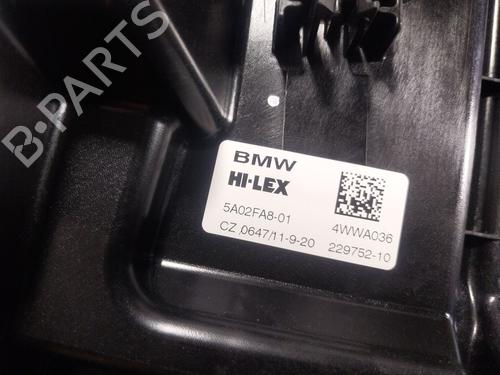 B-PARTS
BMW
HI-LEX
5A02FA8-01 4WWA036
CZ ,0647/11-9-20 229752-10